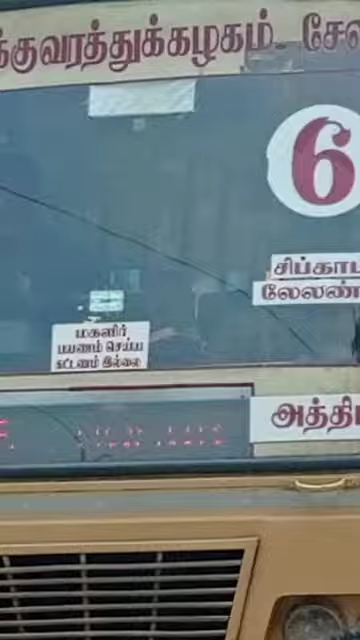 க்குவரத்துக்கழகம். சேல
6
சிப்கா
லேலண்
மகளிர்
பயணம் செய்ய
கட்டணம் இல்லை
அத்தி